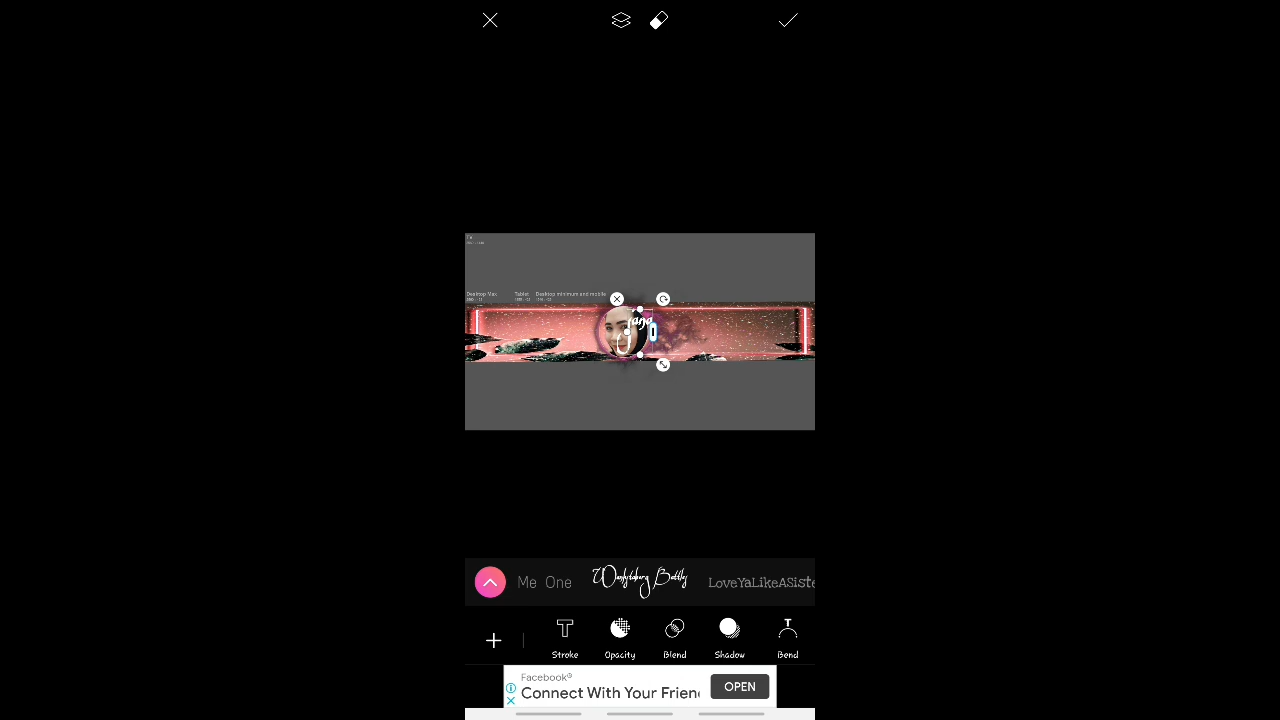 Desktop Max
Tablet
Desktop minimum and mobile
Me One
LoveYaLikeASiste
Stroke
Opacity
Blend
Shadow
Bend
Facebook®
Connect With Your Frien
OPEN